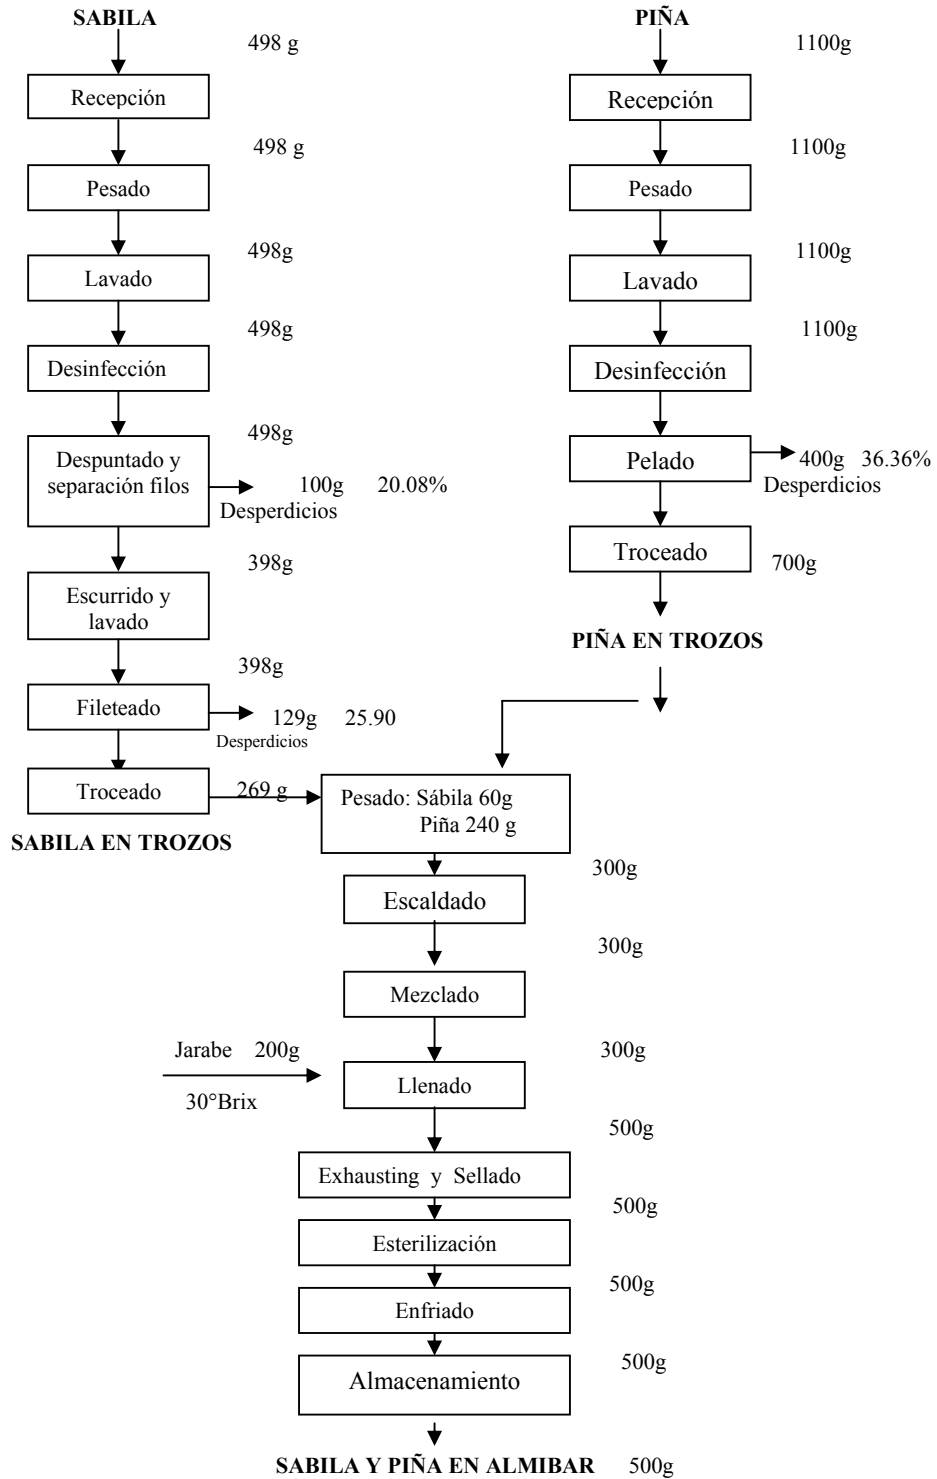 SABILA
498 g
Recepción
498 g
Pesado
498g
Lavado
498g
Desinfección
498g
Despuntado y
separación filos
100g 20.08%
Desperdicios
398g
Escurrido y
lavado
398g
Fileteado
129g 25.90
Desperdicios
Troceado
269 g
SABILA EN TROZOS
PIÑA
1100g
Recepción
1100g
Pesado
1100g
Lavado
1100g
Desinfección
Pelado
400g 36.36%
Desperdicios
Troceado
700g
PIÑA EN TROZOS
Pesado: Sábila 60g
Piña 240 g
300g
Escaldado
300g
Mezclado
Jarabe 200g
300g
Llenado
30°Brix
500g
Exhausting y Sellado
500g
Esterilización
500g
Enfriado
500g
Almacenamiento
SABILA Y PIÑA EN ALMIBAR 500g